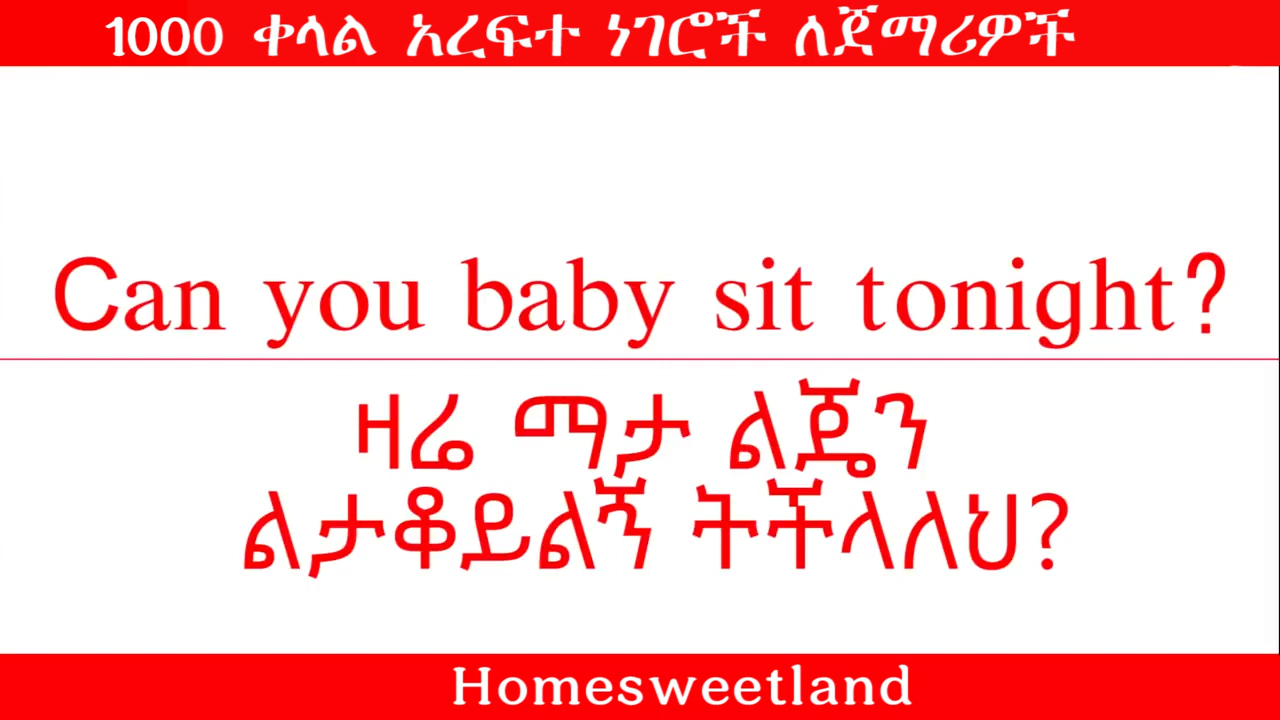 1000 ቀላል አረፍተ ነገሮች ለጀማሪዎች
Can you baby sit tonight?
ዛሬ ማታ ልጄን
ልታቆይልኝ ትችላለህ?
Homesweetland